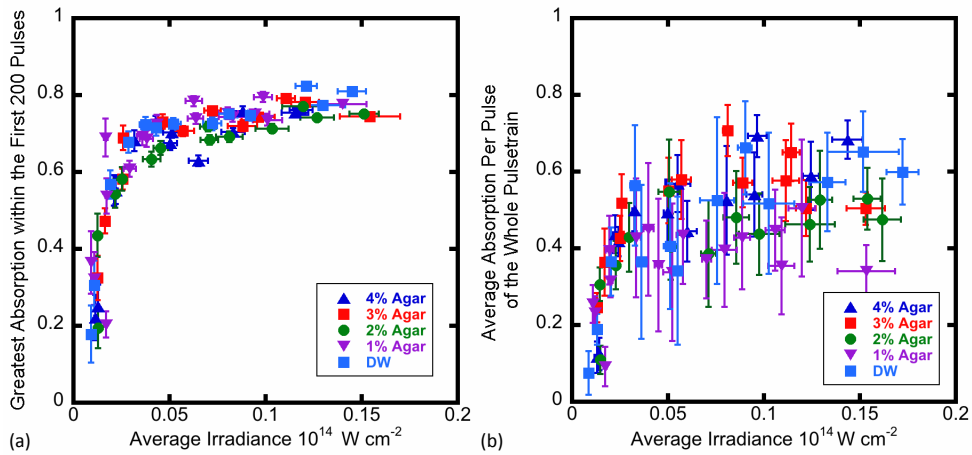 Greatest Absorption within the First 200 Pulses
1
0.8
0.6
0.4
0.2
0
0
0.05
0.1
0.15
0.2
4% Agar
3% Agar
2% Agar
1% Agar
DW
Average Irradiance 10¹⁴ W cm⁻²
(a)
Average Absorption Per Pulse
of the Whole Pulsetrain
1
0.8
0.6
0.4
0.2
0
0
0.05
0.1
0.15
0.2
4% Agar
3% Agar
2% Agar
1% Agar
DW
Average Irradiance 10¹⁴ W cm⁻²
(b)